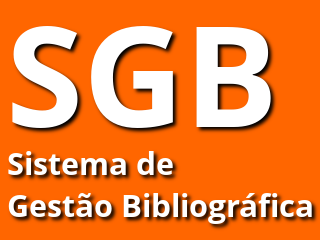 SGB
Sistema de
Gestão Bibliográfica